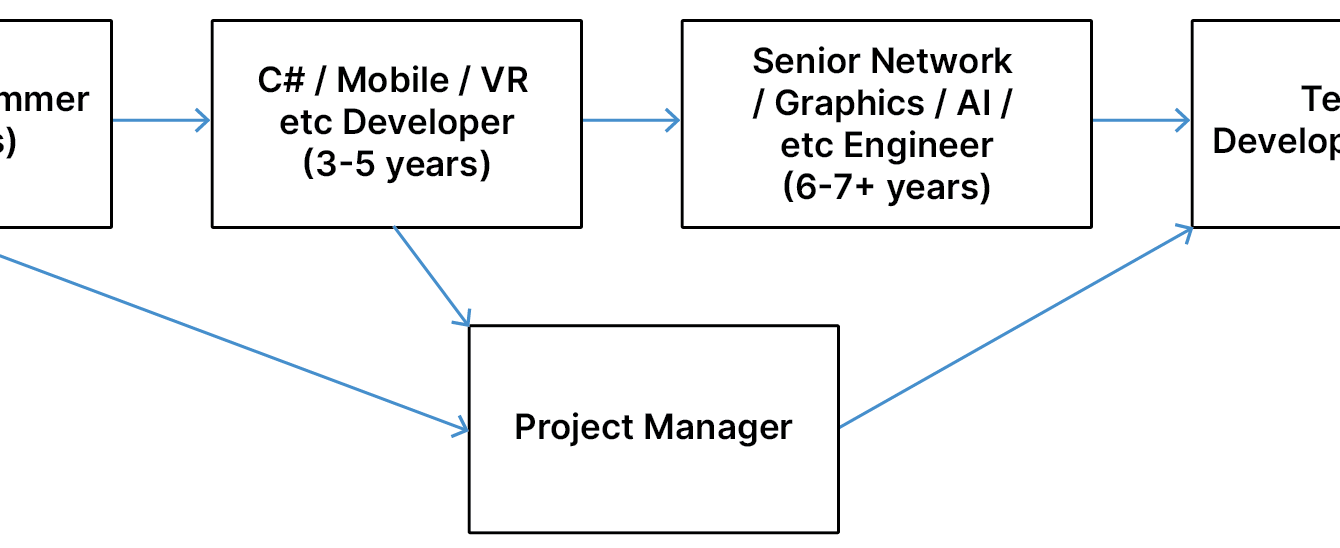 mmer
s)
C# / Mobile / VR
etc Developer
(3-5 years)
Senior Network
/ Graphics / AI /
etc Engineer
(6-7+ years)
Te
Develop
Project Manager